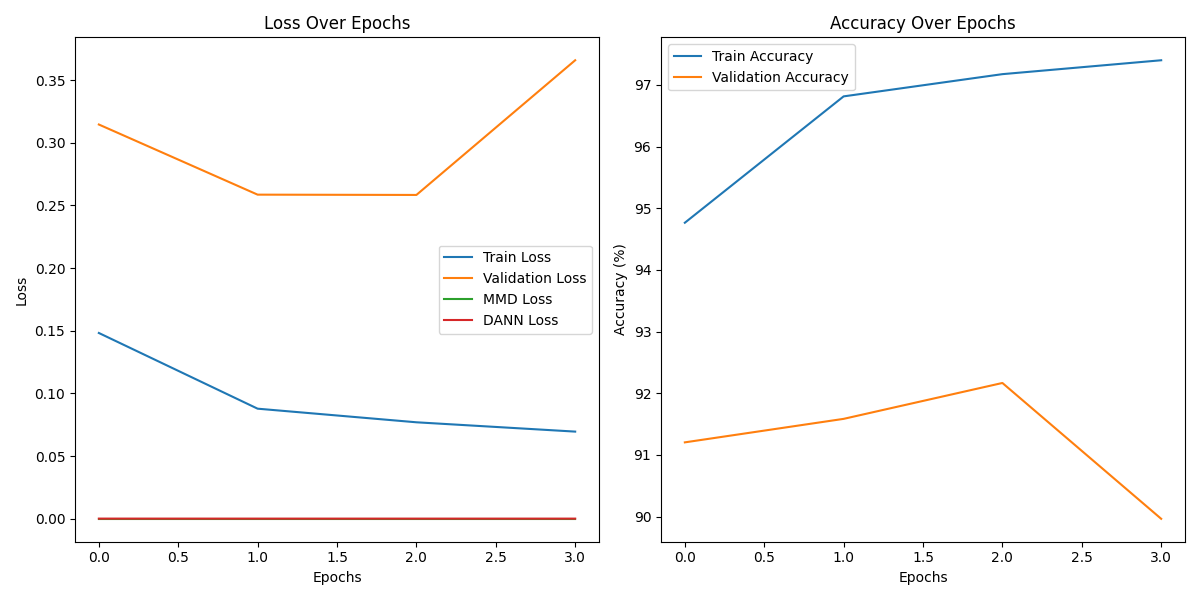 Loss Over Epochs
0.35
0.30
0.25
0.20
0.15
0.10
0.05
0.00
Loss
Train Loss
Validation Loss
MMD Loss
DANN Loss
0.0 0.5 1.0 1.5 2.0 2.5 3.0
Epochs
Accuracy Over Epochs
Train Accuracy
Validation Accuracy
97
96
95
94
93
92
91
90
Accuracy (%)
0.0 0.5 1.0 1.5 2.0 2.5 3.0
Epochs